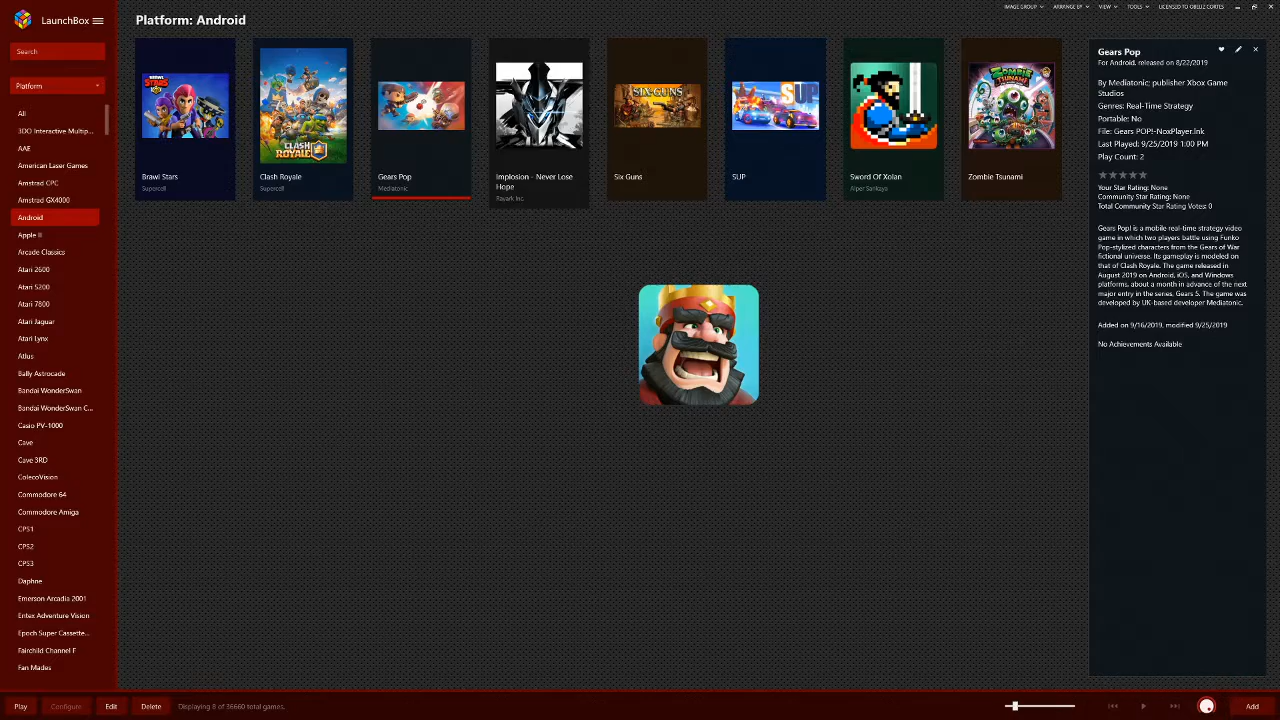 LaunchBox
Platform: Android
IMAGE GROUP
ARRANGE BY
VIEW
TOOLS
LICENSED TO OBEUZ CORTES
Search
Platform
All
3DO Interactive Multip...
AAE
American Laser Games
Amstrad CPC
Amstrad GX4000
Android
Apple II
Arcade Classics
Atari 2600
Atari 5200
Atari 7800
Atari Jaguar
Atari Lynx
Atlus
Bally Astrocade
Bandai WonderSwan
Bandai WonderSwan C...
Casio PV-1000
Cave
Cave 3RD
ColecoVision
Commodore 64
Commodore Amiga
CPS1
CPS2
CPS3
Daphne
Emerson Arcadia 2001
Entex Adventure Vision
Epoch Super Cassette...
Fairchild Channel F
Fan Mades
BRAWL
STARS
Brawl Stars
Supercell
CLASH
ROYALE
Clash Royale
Supercell
Gears Pop
Mediatonic
Implosion - Never Lose
Hope
Rayark Inc.
SIX-GUNS
Six Guns
SUP
SUP
Sword Of Xolan
Alper Sarikaya
ZOMBIE
TSUNAMI
Zombie Tsunami
Gears Pop
For Android, released on 8/22/2019
By Mediatonic; publisher Xbox Game
Studios
Genres: Real-Time Strategy
Portable: No
File: Gears POP!-NoxPlayer.lnk
Last Played: 9/25/2019 1:00 PM
Play Count: 2
Your Star Rating: None
Community Star Rating: None
Total Community Star Rating Votes: 0
Gears Pop! is a mobile real-time strategy video
game in which two players battle using Funko
Pop-stylized characters from the Gears of War
fictional universe. Its gameplay is modeled on
that of Clash Royale. The game released in
August 2019 on Android, iOS, and Windows
platforms, about a month in advance of the next
major entry in the series, Gears 5. The game was
developed by UK-based developer Mediatonic.
Added on 9/16/2019, modified 9/25/2019
No Achievements Available
Play
Configure
Edit
Delete
Displaying 8 of 36660 total games.
Add